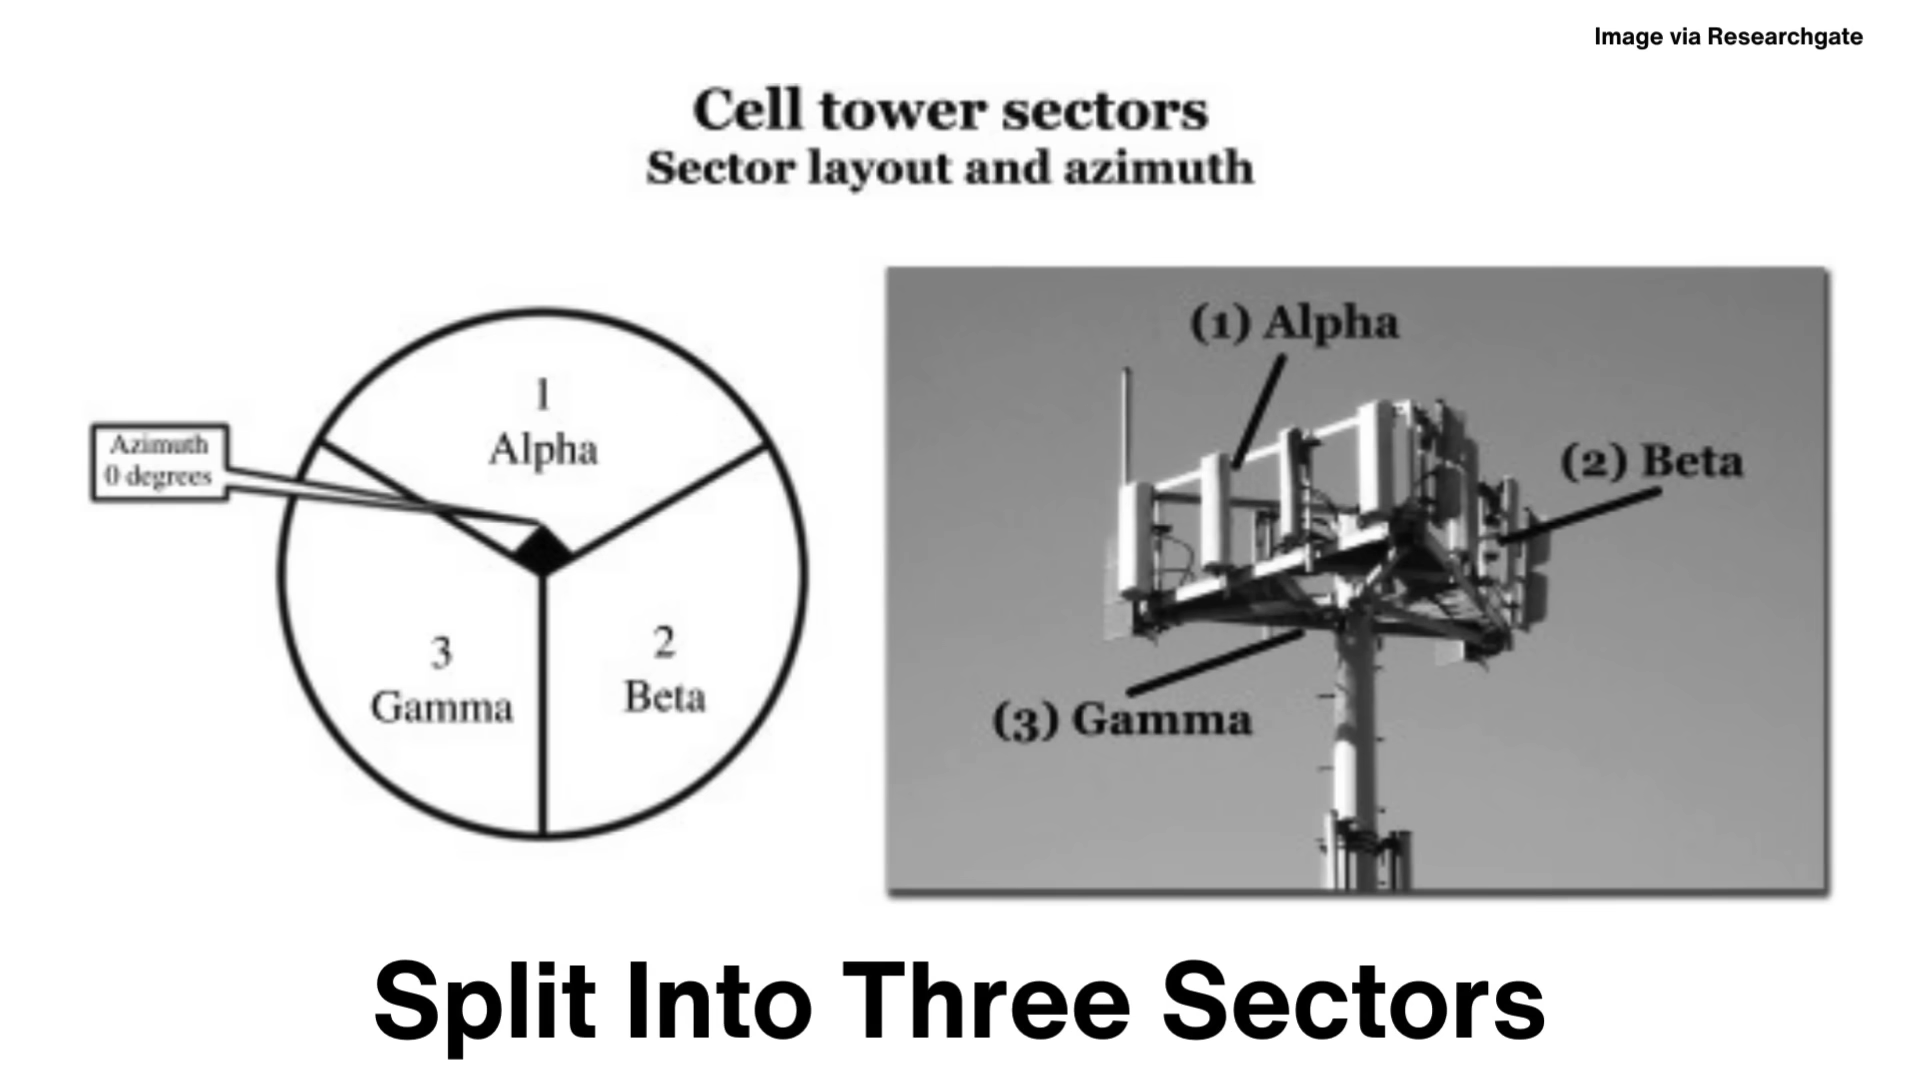 Image via Researchgate
Cell tower sectors
Sector layout and azimuth
1
Alpha
Azimuth
0 degrees
3
Gamma
2
Beta
(1) Alpha
(2) Beta
(3) Gamma
Split Into Three Sectors